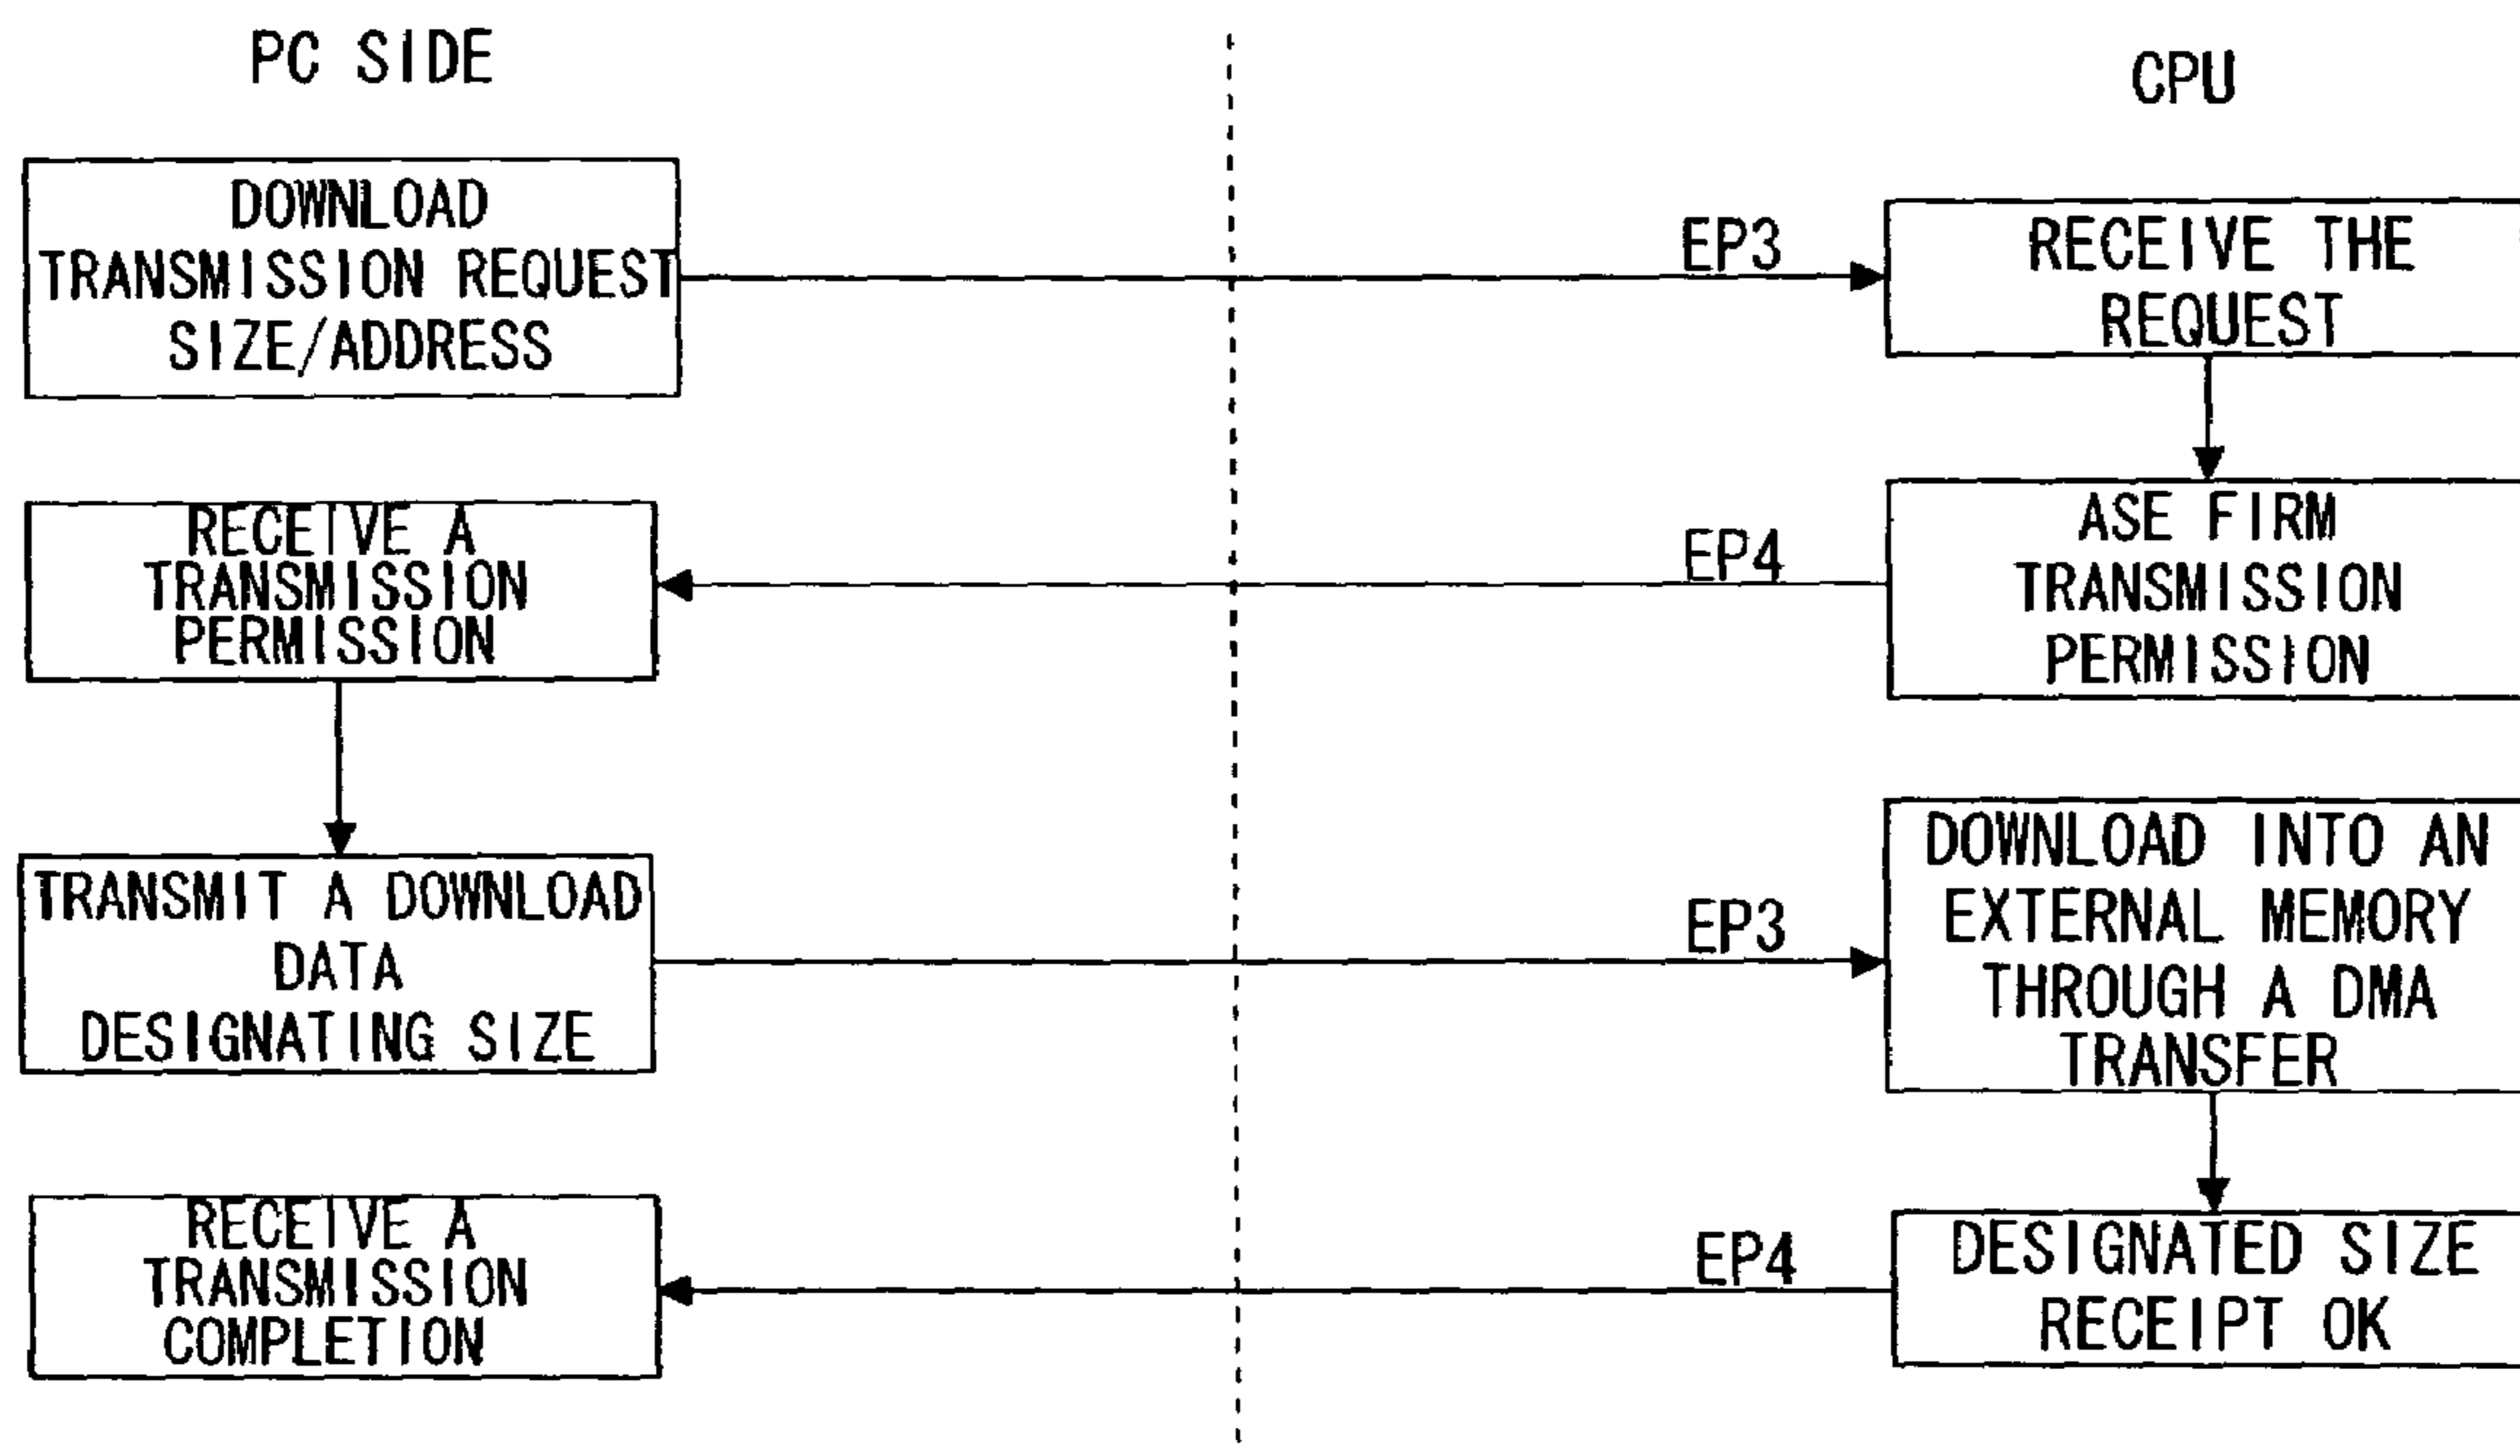 PC SIDE
CPU
DOWNLOAD
TRANSMISSION REQUEST
SIZE/ADDRESS
EP3
RECEIVE THE
REQUEST
RECEIVE A
TRANSMISSION
PERMISSION
EP4
ASE FIRM
TRANSMISSION
PERMISSION
TRANSMIT A DOWNLOAD
DATA
DESIGNATING SIZE
EP3
DOWNLOAD INTO AN
EXTERNAL MEMORY
THROUGH A DMA
TRANSFER
RECEIVE A
TRANSMISSION
COMPLETION
EP4
DESIGNATED SIZE
RECEIPT OK